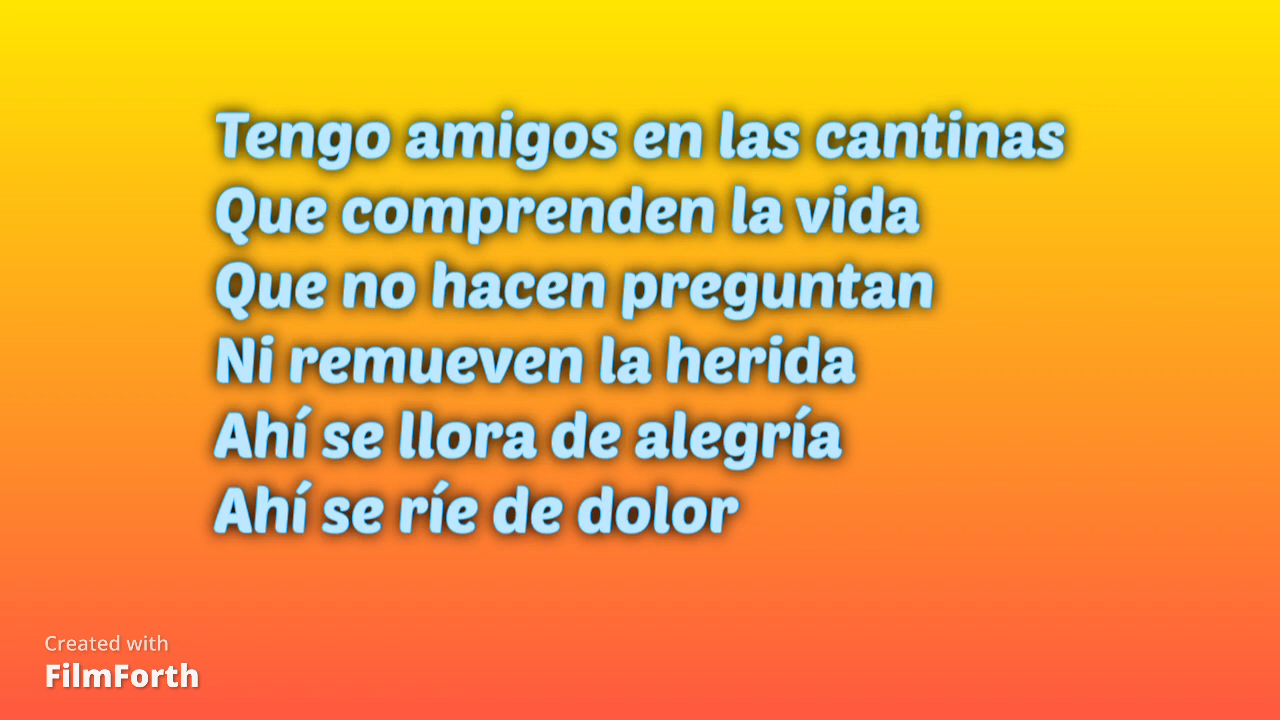 Tengo amigos en las cantinas
Que comprenden la vida
Que no hacen preguntan
Ni remueven la herida
Ahí se llora de alegría
Ahí se ríe de dolor
Created with
FilmForth